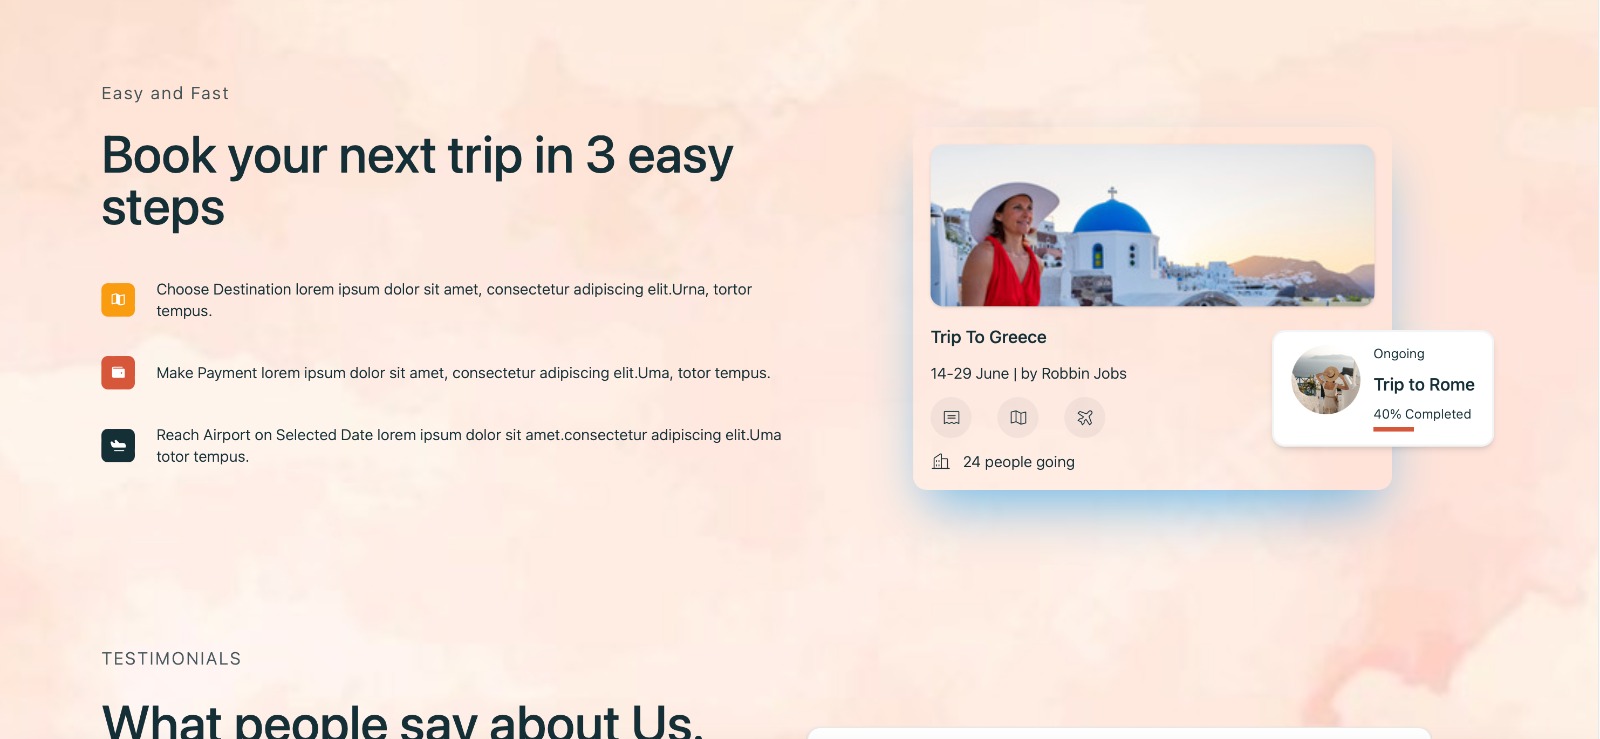 Easy and Fast
Book your next trip in 3 easy
steps
Choose Destination lorem ipsum dolor sit amet, consectetur adipiscing elit.Urna, tortor
tempus.
Make Payment lorem ipsum dolor sit amet, consectetur adipiscing elit.Uma, totor tempus.
Reach Airport on Selected Date lorem ipsum dolor sit amet.consectetur adipiscing elit.Uma
totor tempus.
Trip To Greece
14-29 June | by Robbin Jobs
24 people going
Ongoing
Trip to Rome
40% Completed
TESTIMONIALS
What people say about Us.